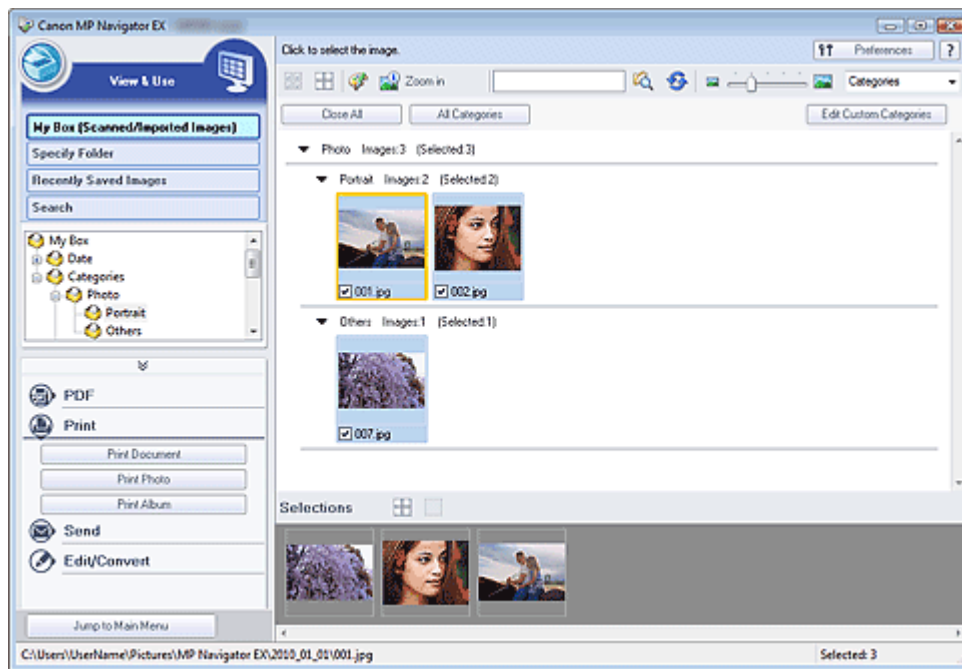 Canon MP Navigator EX
Click to select the image.
Preferences
?
View & Use
Zoom in
Categories
Close All
All Categories
Edit Custom Categories
My Box (Scanned/Imported Images)
Specify Folder
Recently Saved Images
Search
My Box
Date
Categories
Photo
Portrait
Others
Photo Images:3 (Selected:3)
Portrait Images:2 (Selected:2)
001.jpg
002.jpg
Others Images:1 (Selected:1)
007.jpg
PDF
Print
Print Document
Print Photo
Print Album
Send
Edit/Convert
Selections
Jump to Main Menu
C:\Users\UserName\Pictures\MP Navigator EX\2010_01_01\001.jpg
Selected: 3